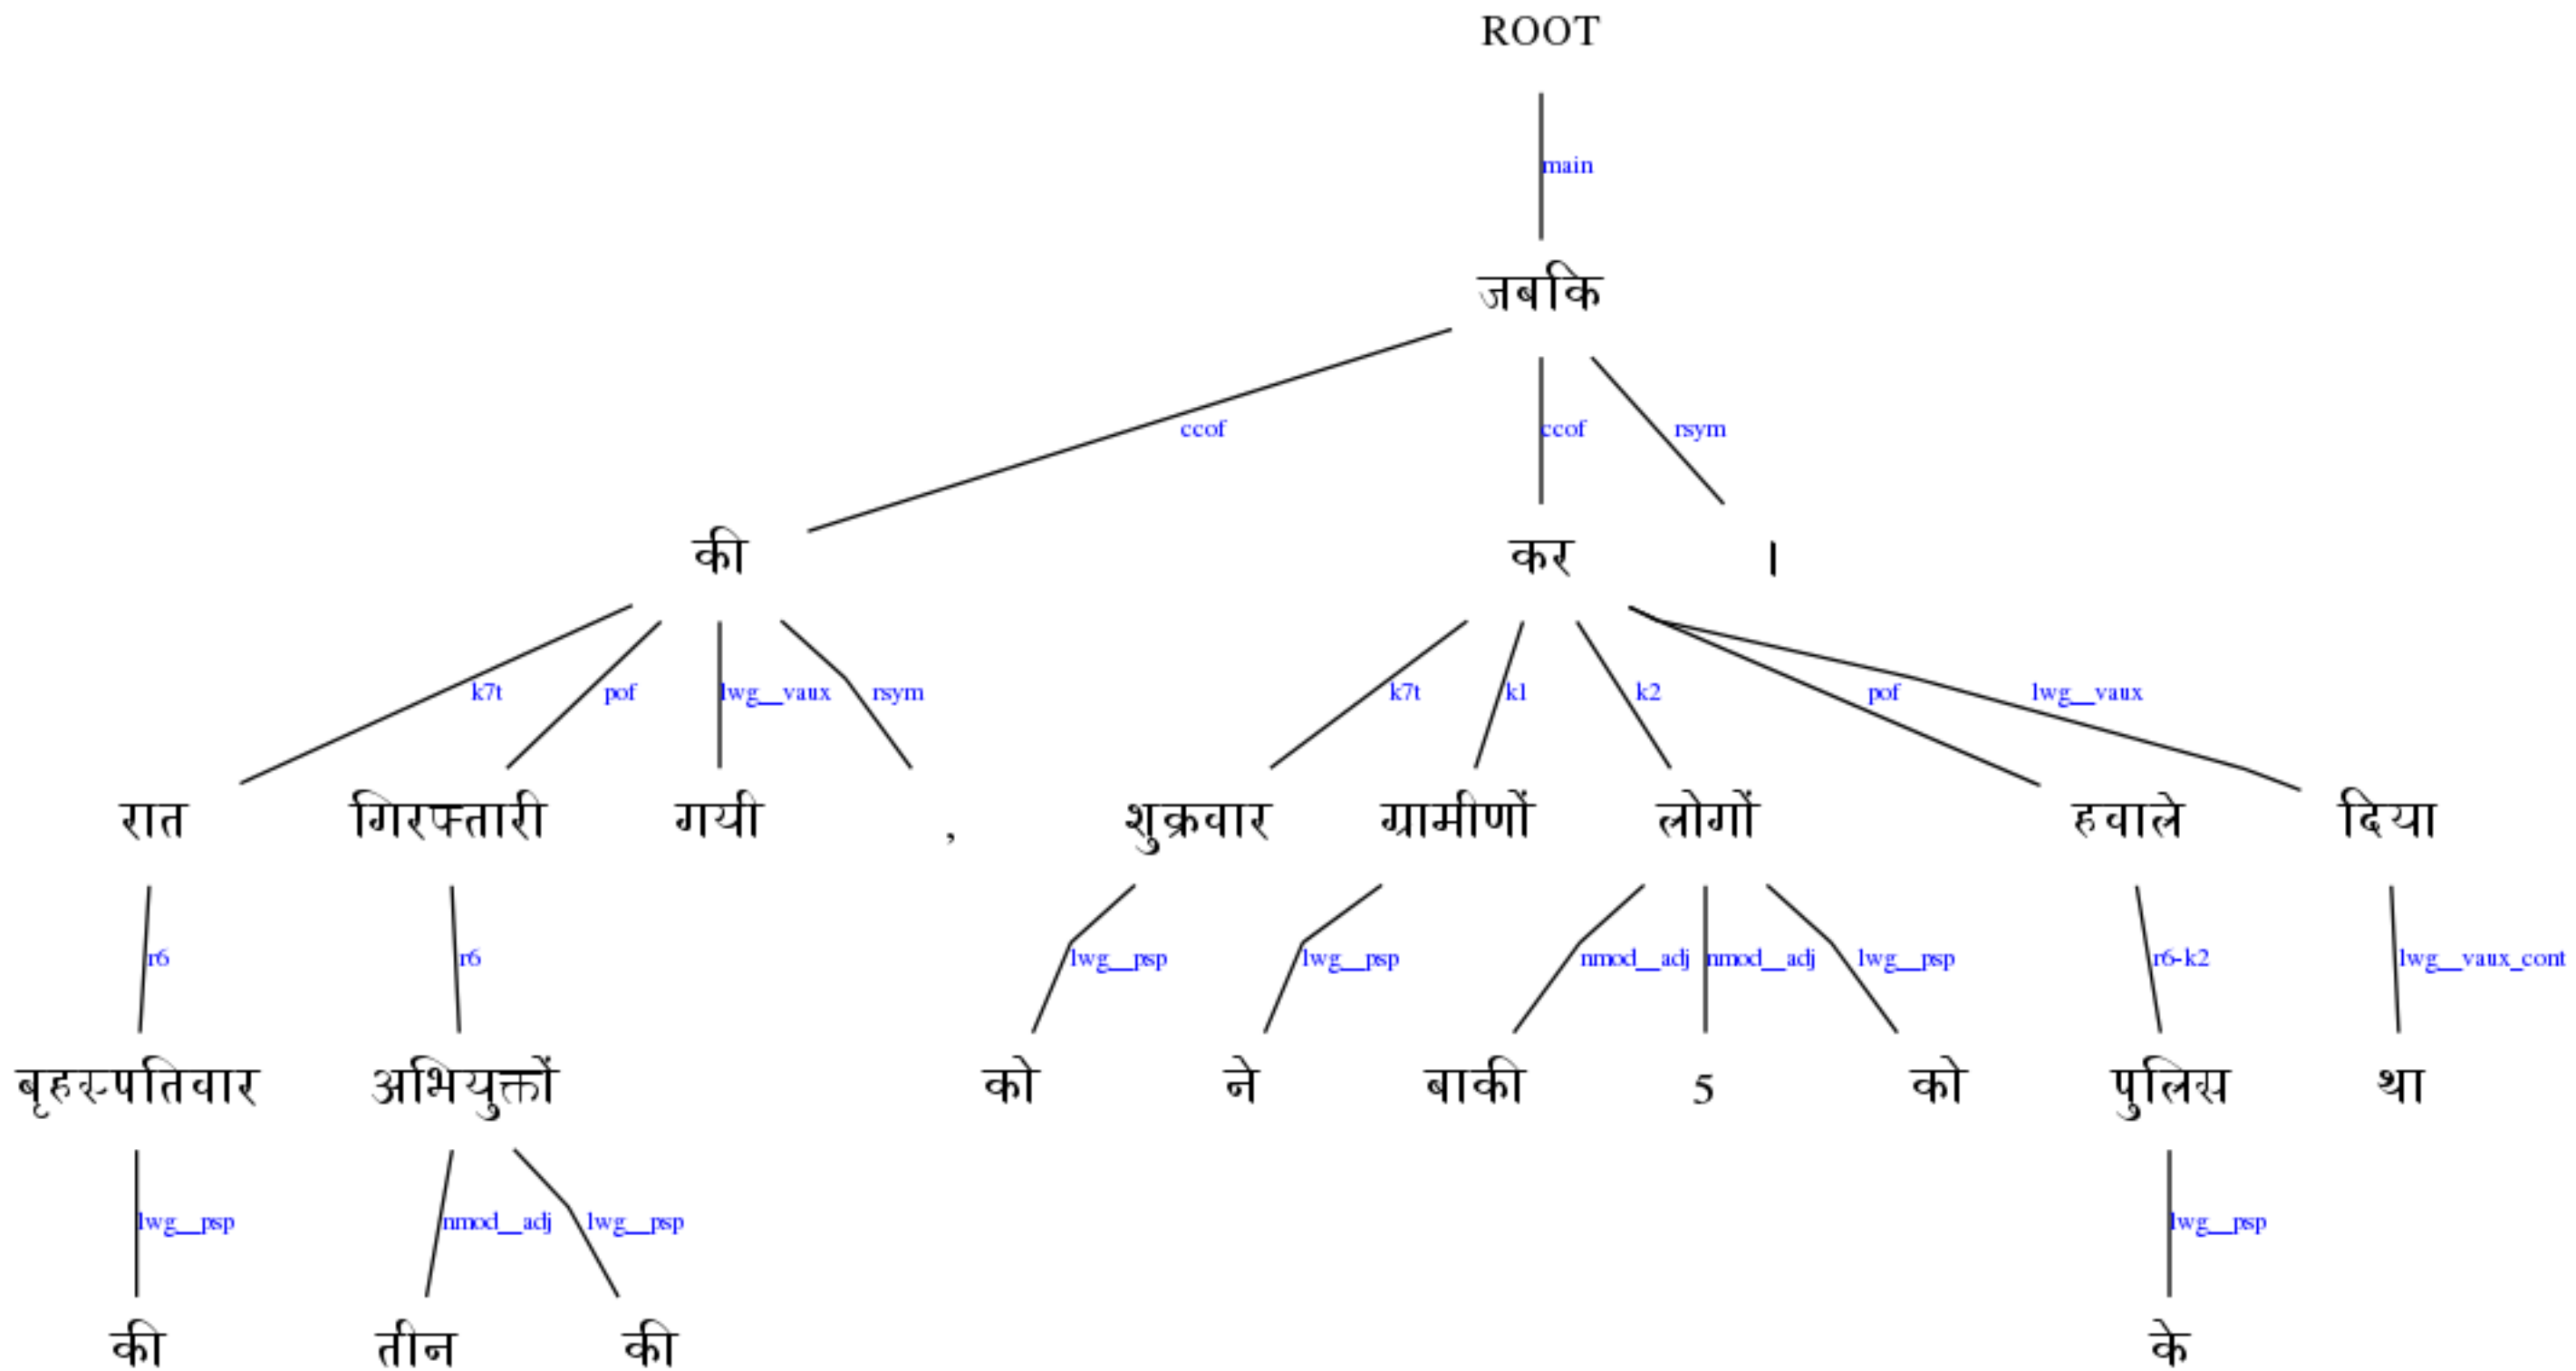 ROOT
main
जबकि
ccof ccof rsym
की कर ।
k7t pof lwg__vaux rsym k7t k1 k2 pof lwg__vaux
रात गिरफ्तारी गयी , शुक्रवार ग्रामीणों लोगों हवाले दिया
r6 r6 lwg__psp lwg__psp nmod__adj nmod__adj lwg__psp r6-k2 lwg__vaux_cont
बृहस्पतिवार अभियुक्तों को ने बाकी 5 को पुलिस था
lwg__psp nmod__adj lwg__psp lwg__psp
की तीन की के